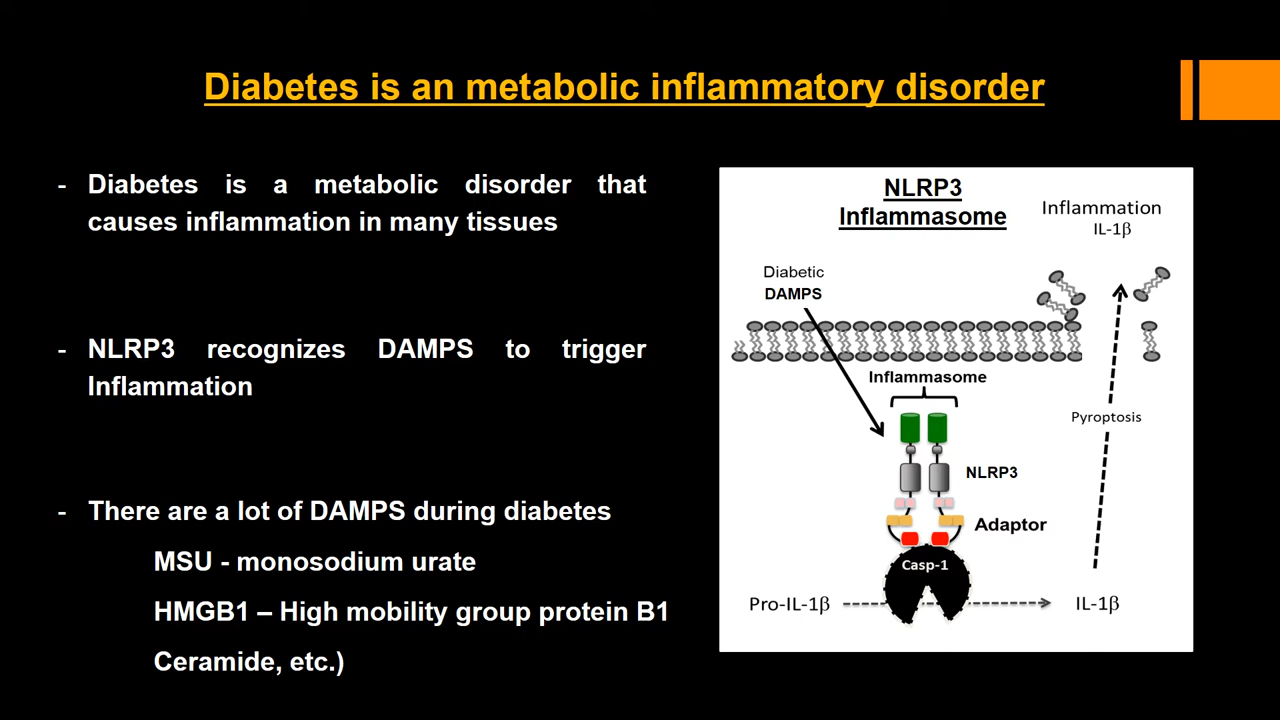 Diabetes is an metabolic inflammatory disorder
- Diabetes is a metabolic disorder that
causes inflammation in many tissues
- NLRP3 recognizes DAMPS to trigger
Inflammation
- There are a lot of DAMPS during diabetes
MSU - monosodium urate
HMGB1 – High mobility group protein B1
Ceramide, etc.)
NLRP3
Inflammasome
Inflammation
IL-1β
Diabetic
DAMPS
Inflammasome
Pyroptosis
NLRP3
Adaptor
Casp-1
Pro-IL-1β
IL-1β